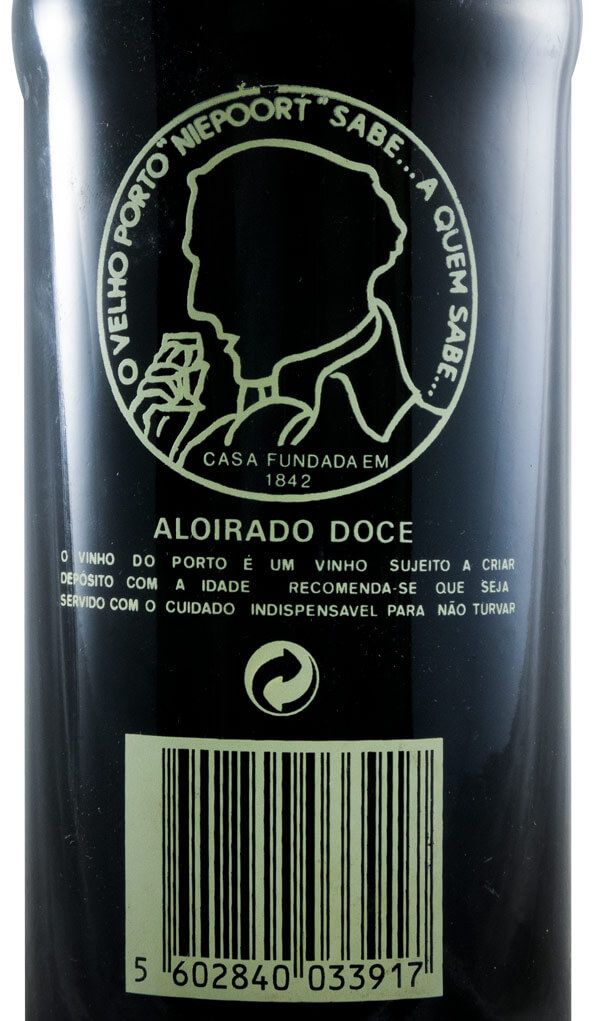 O VELHO PORTO "NIEPOORT" SABE... A QUEM SABE...
CASA FUNDADA EM
1842
ALOIRADO DOCE
O VINHO DO PORTO É UM VINHO SUJEITO A CRIAR
DEPÓSITO COM A IDADE RECOMENDA-SE QUE SEJA
SERVIDO COM O CUIDADO INDISPENSAVEL PARA NÃO TURVAR
5 602840 033917